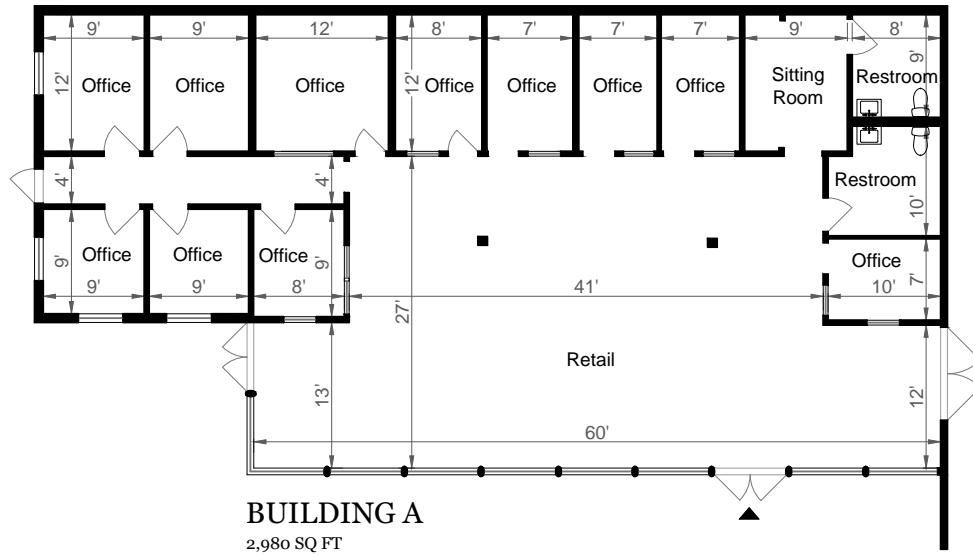 9' 9' 12' 8' 7' 7' 7' 9' 8'
Office Office Office Office Office Office Office Sitting
Room Restroom
12' 12' 9'
4' 4' Restroom
10'
Office Office Office Office
9' 9' 7'
9' 9' 8' 41' 10'
27'
Retail
13' 12'
60'
BUILDING A
2,980 SQ FT